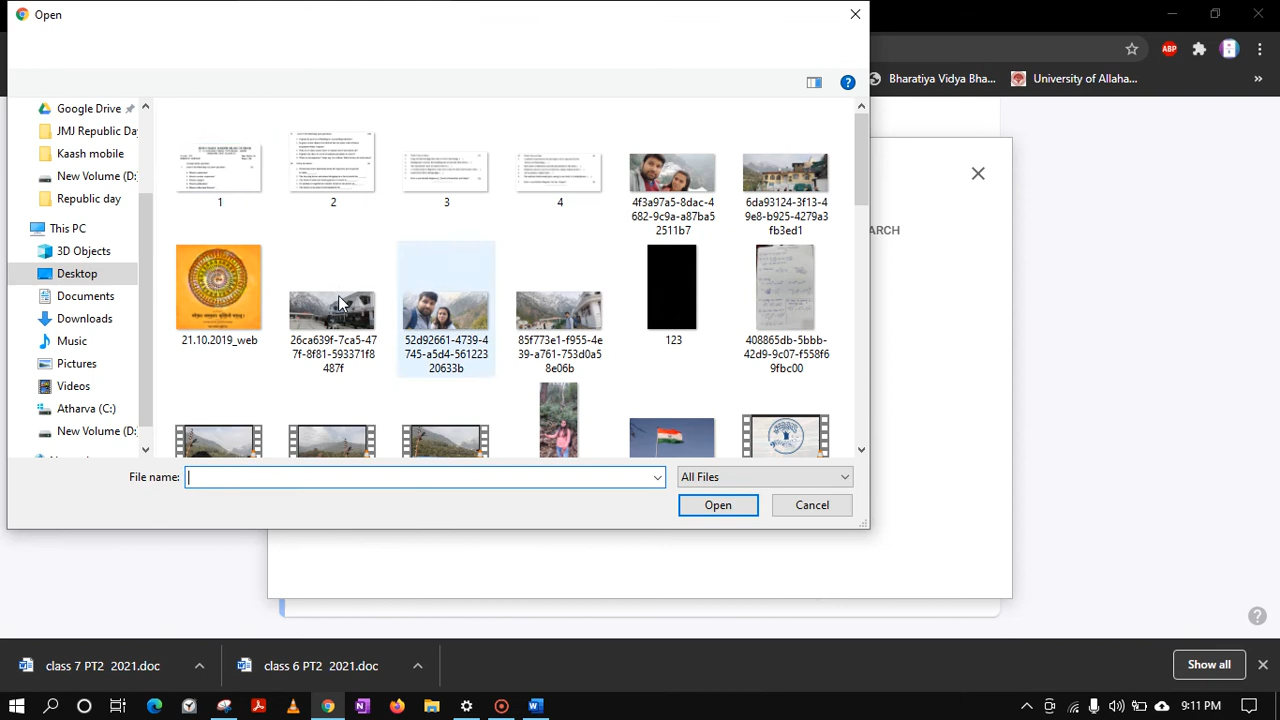 Open
ABP
Bharatiya Vidya Bha...
University of Allaha...
»
Google Drive
JMJ Republic Da
Kasmanda mobile
New Volume (D:
Republic day
This PC
3D Objects
Desktop
Documents
Downloads
Music
Pictures
Videos
Atharva (C:)
New Volume (D:
1
2
3
4
4f3a97a5-8dac-4
682-9c9a-a87ba5
2511b7
6da93124-3f13-4
9e8-b925-4279a3
fb3ed1
ARCH
21.10.2019_web
26ca639f-7ca5-47
7f-8f81-593371f8
487f
52d92661-4739-4
745-a5d4-561223
20633b
85f773e1-f955-4e
39-a761-753d0a5
8e06b
123
408865db-5bbb-
42d9-9c07-f558f6
9fbc00
File name:
All Files
Open
Cancel
class 7 PT2 2021.doc
class 6 PT2 2021.doc
Show all
9:11 PM